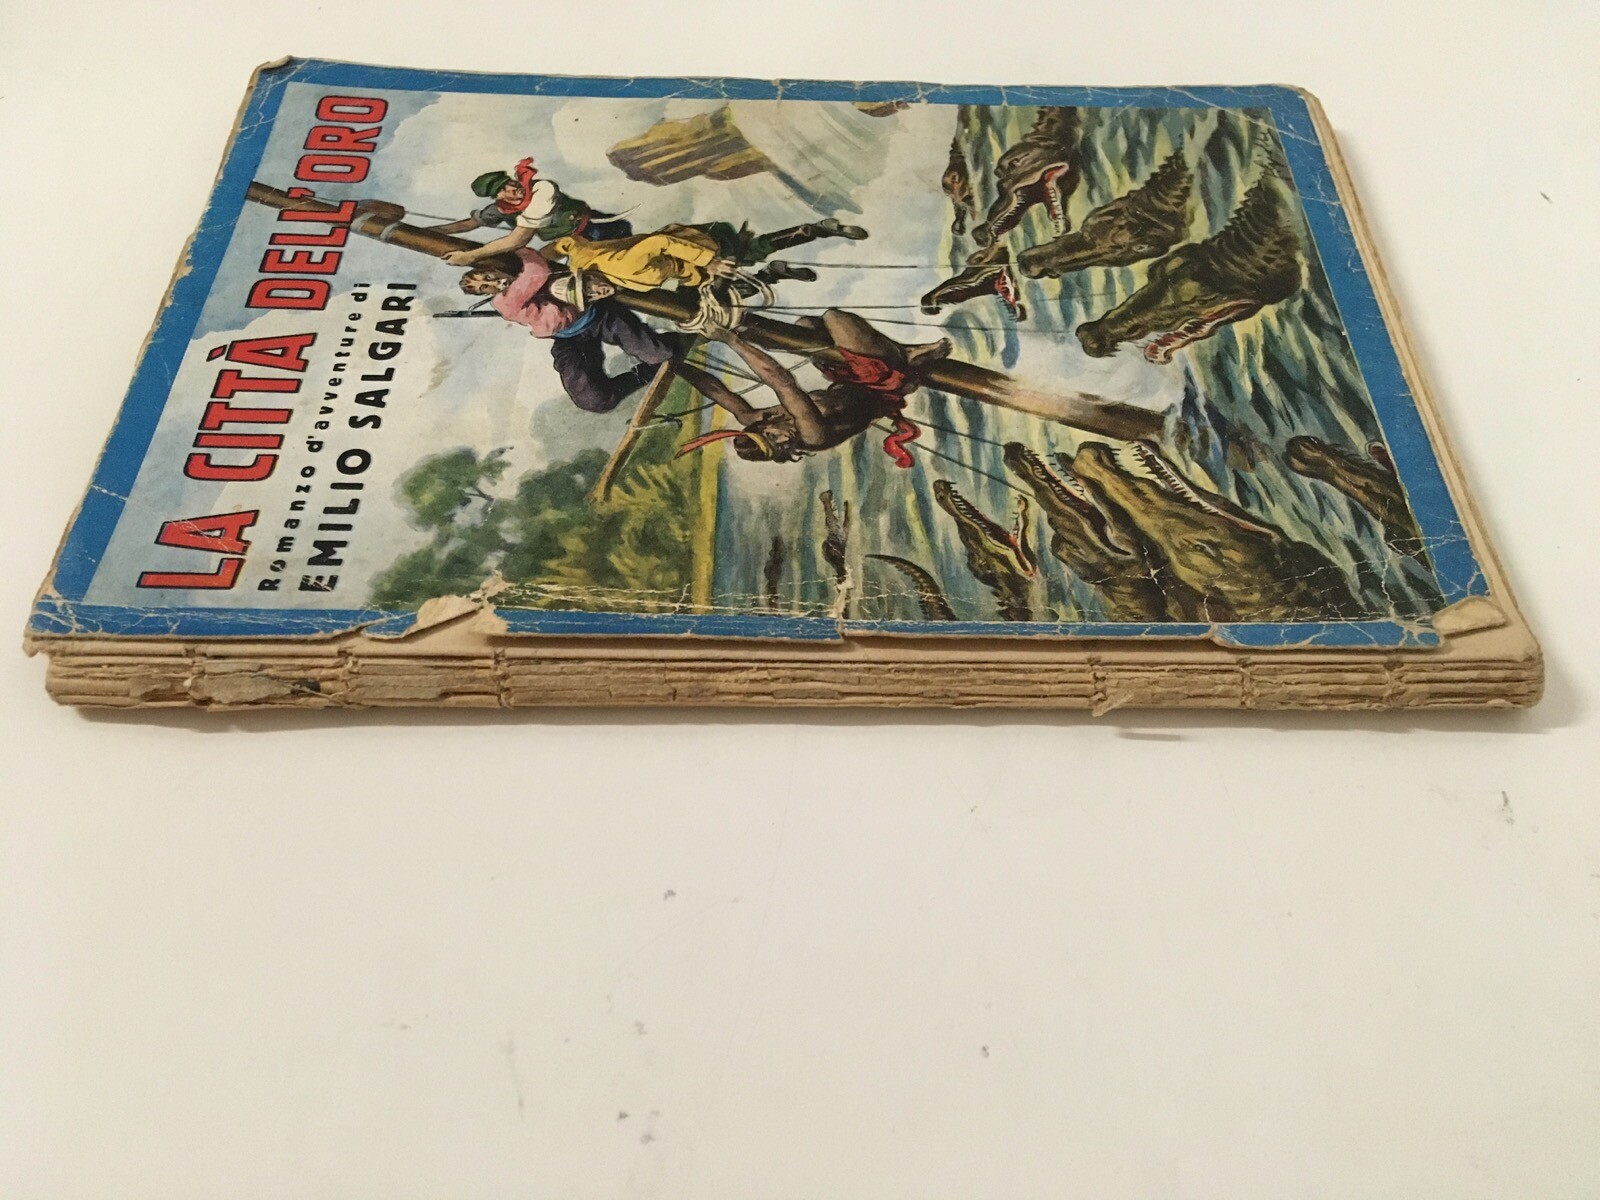 LA CITTÀ DELL'ORO
Romanzo d'avventure di
EMILIO SALGARI